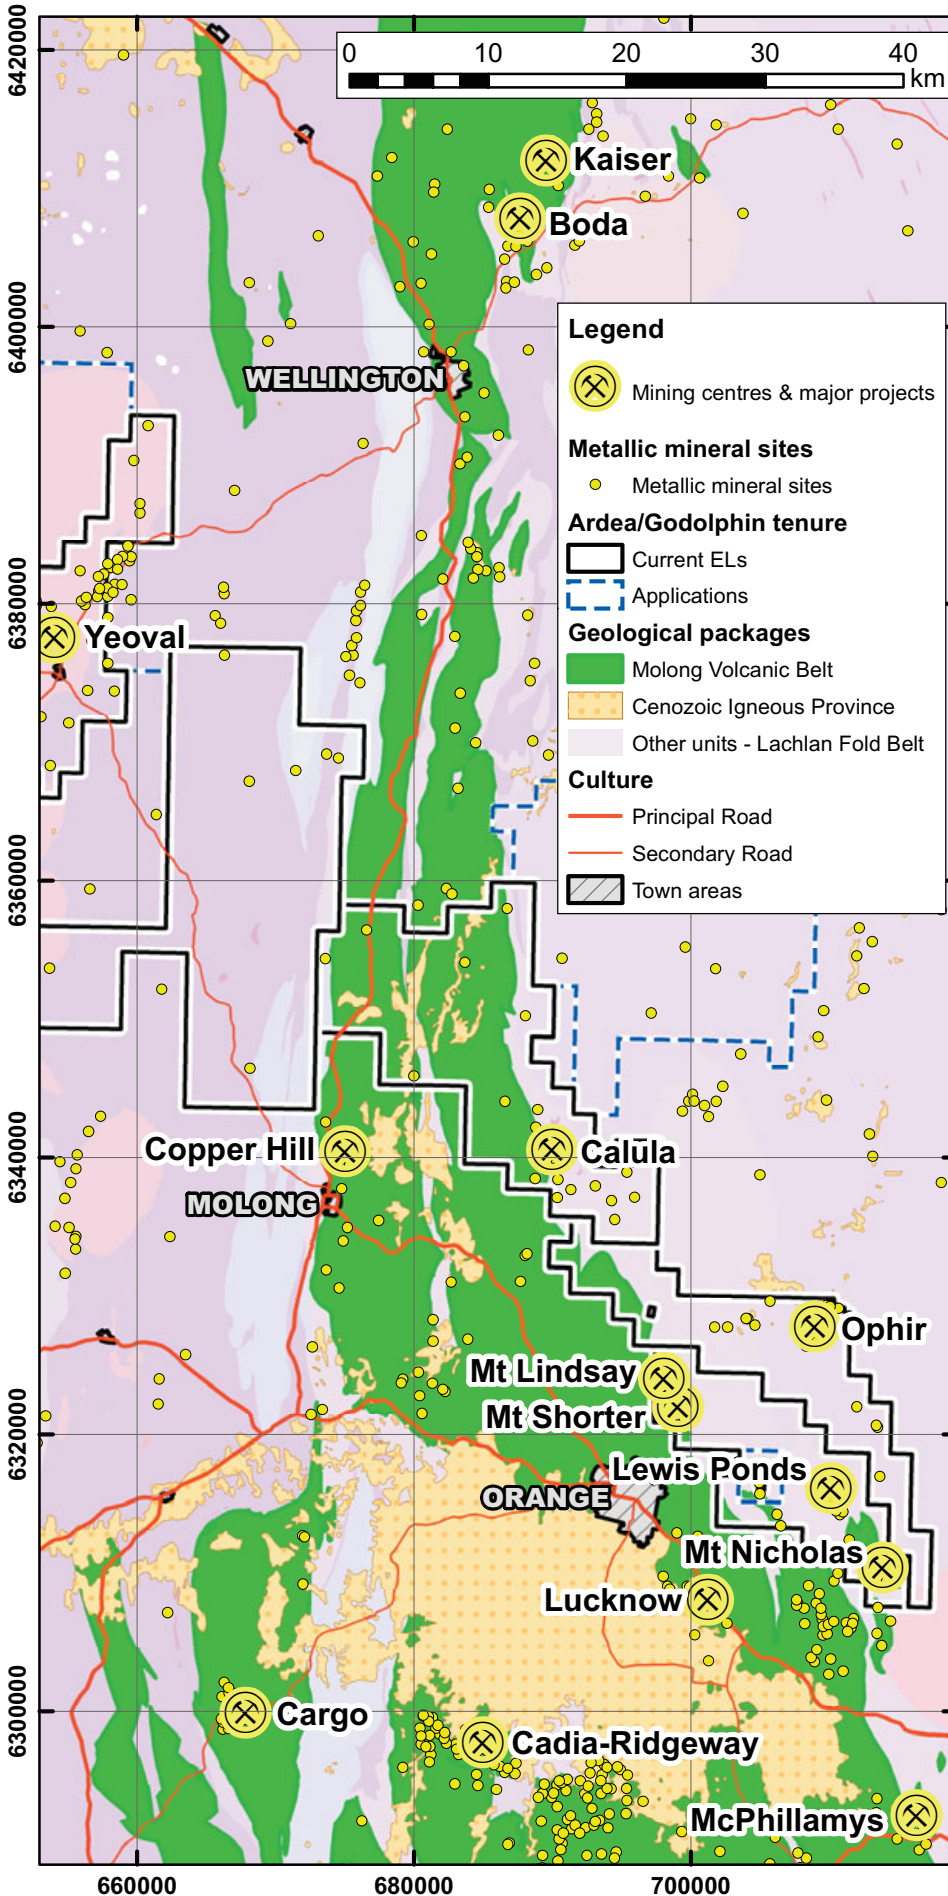 0 10 20 30 40
km
6420000
Kaiser
Boda
6400000
Legend
Mining centres & major projects
WELLINGTON
Metallic mineral sites
Metallic mineral sites
Ardea/Godolphin tenure
Current ELs
Applications
6380000
Yeoval
Geological packages
Molong Volcanic Belt
Cenozoic Igneous Province
Other units - Lachlan Fold Belt
Culture
Principal Road
Secondary Road
Town areas
6360000
Copper Hill
Calula
6340000
MOLONG
Ophir
Mt Lindsay
Mt Shorter
6320000
Lewis Ponds
ORANGE
Mt Nicholas
Lucknow
6300000
Cargo
Cadia-Ridgeway
McPhillamys
660000 680000 700000